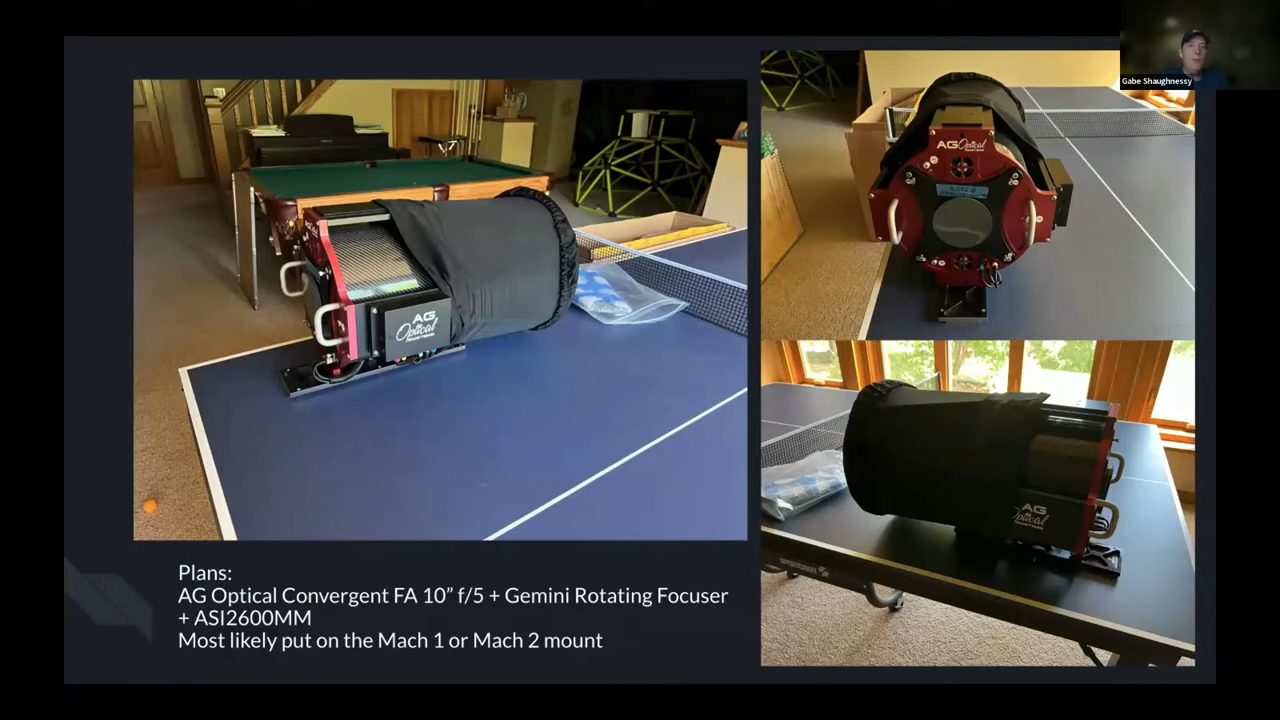 Gabe Shaughnessy
AG
Optical
AG Optical
AG
Optical
Plans:
AG Optical Convergent FA 10” f/5 + Gemini Rotating Focuser
+ ASI2600MM
Most likely put on the Mach 1 or Mach 2 mount